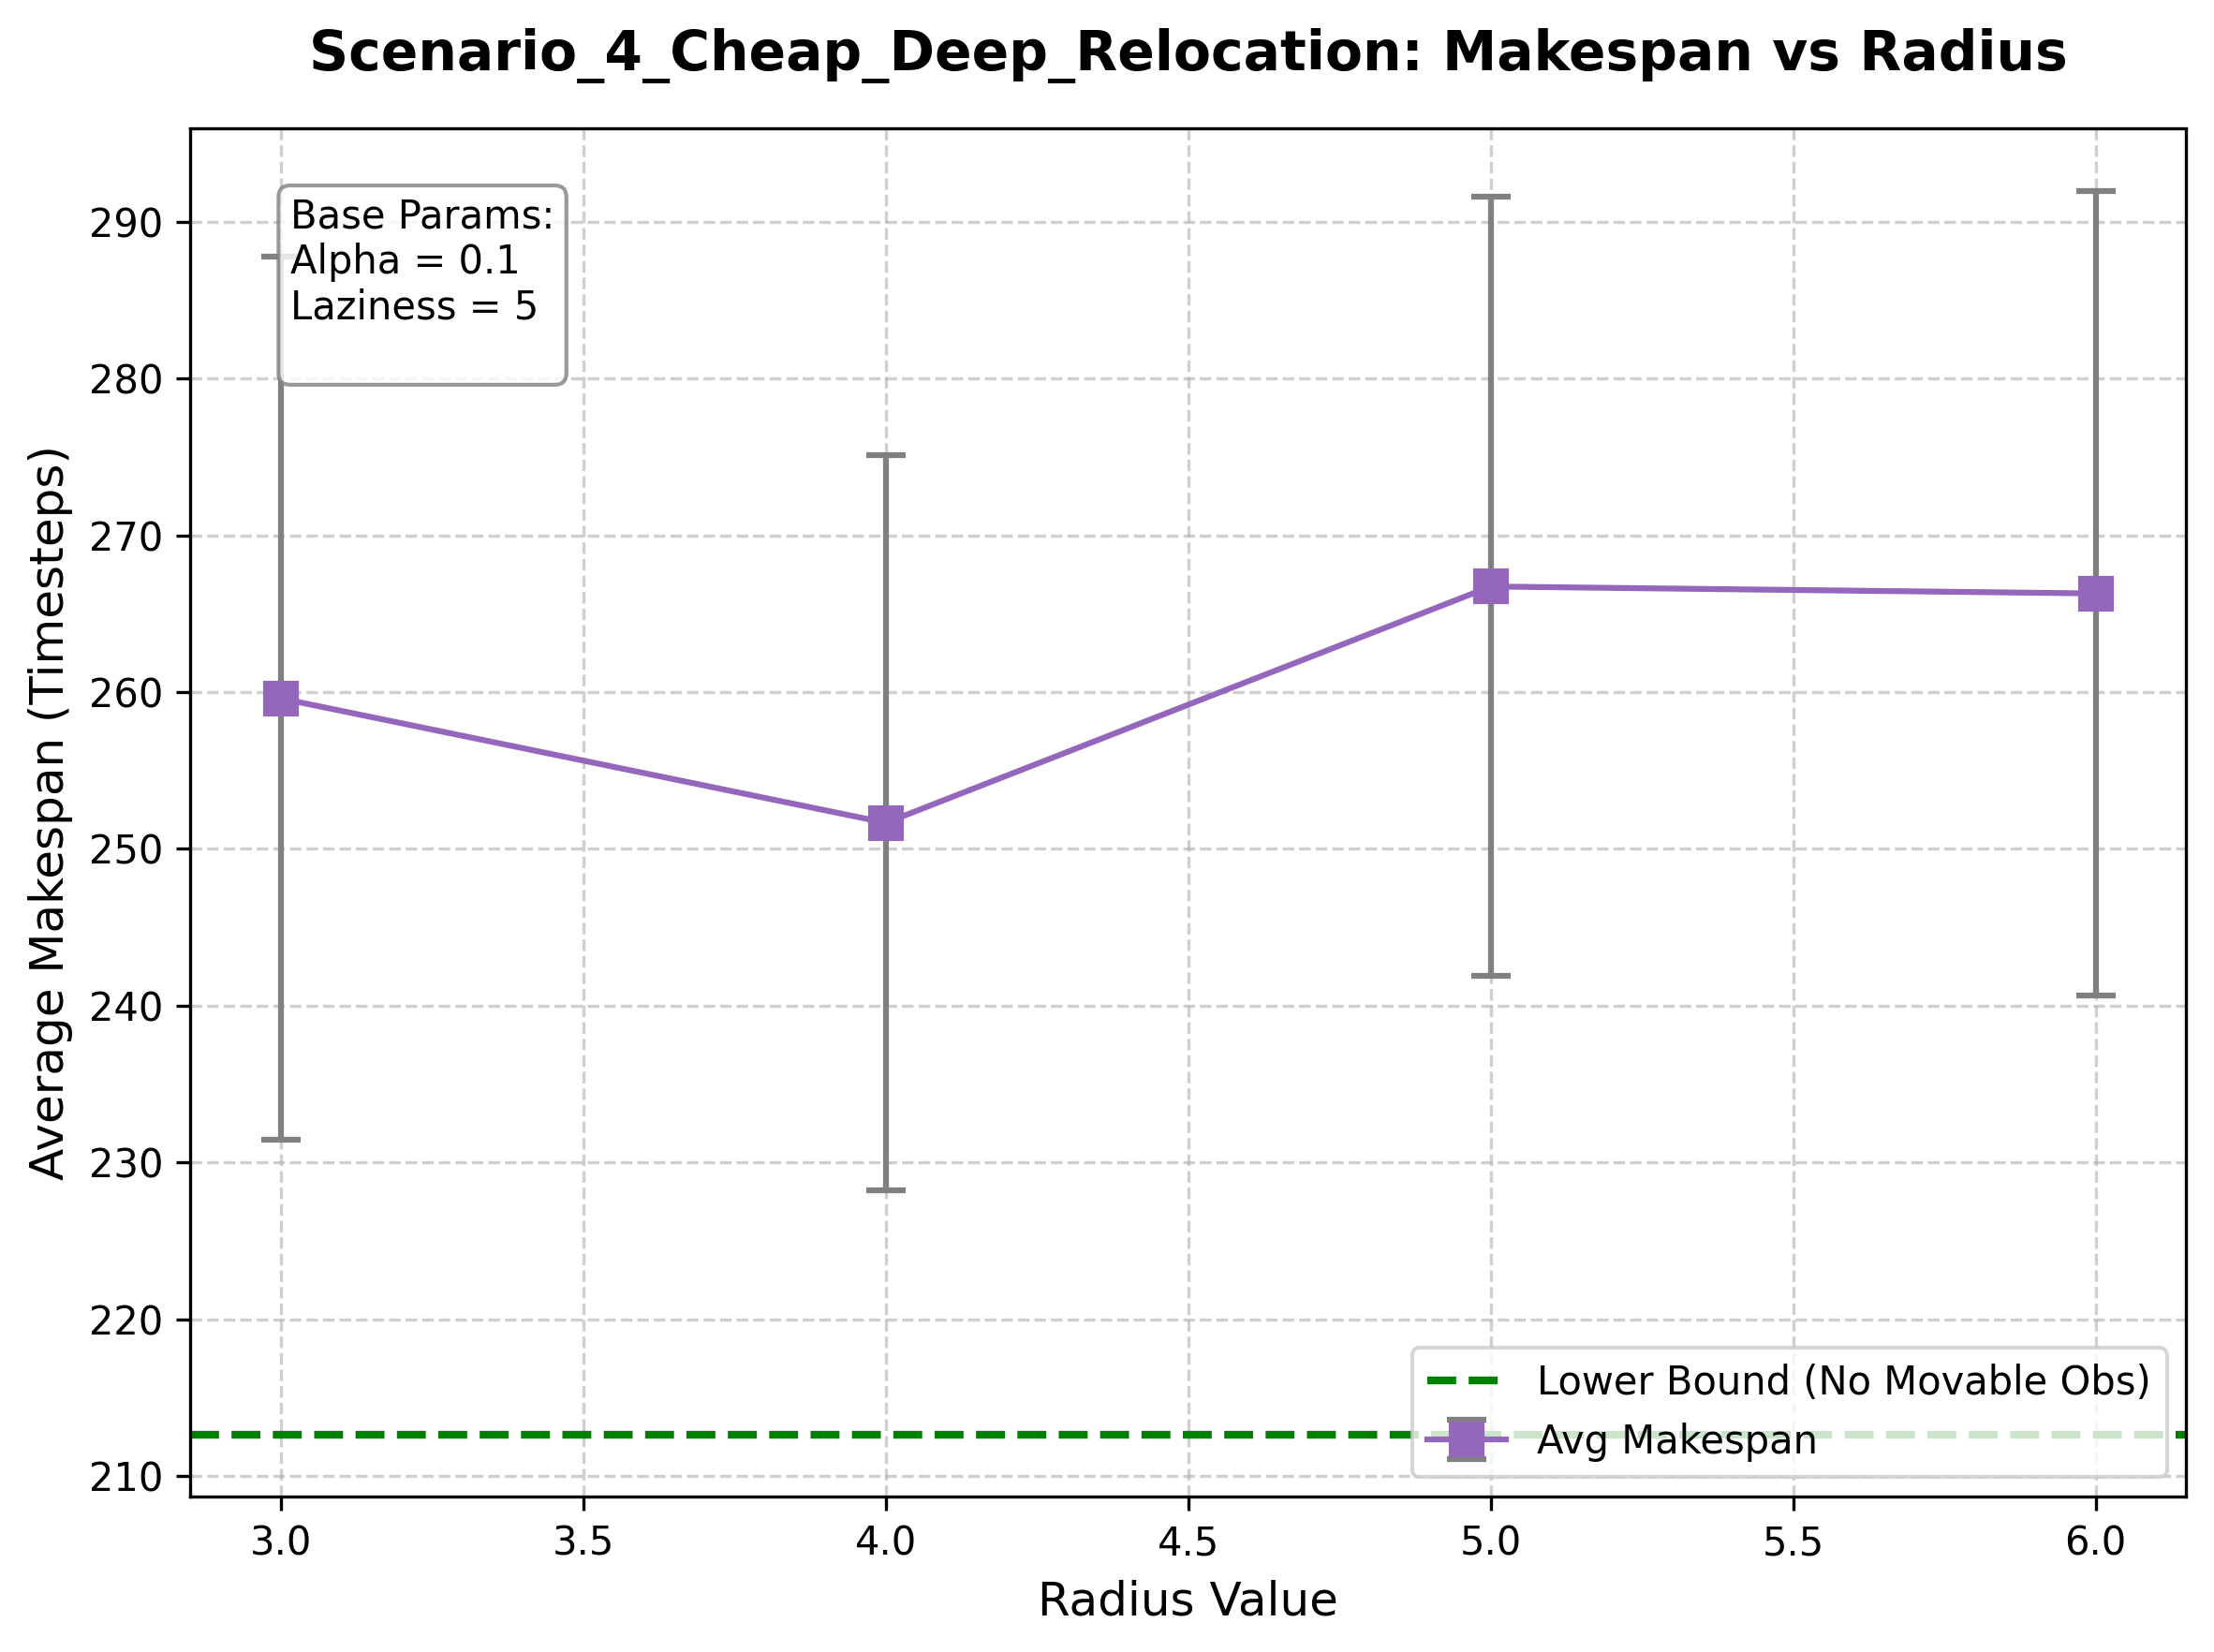 Scenario_4_Cheap_Deep_Relocation: Makespan vs Radius
Base Params:
Alpha = 0.1
Laziness = 5
Average Makespan (Timesteps)
290
280
270
260
250
240
230
220
210
Lower Bound (No Movable Obs)
Avg Makespan
3.0 3.5 4.0 4.5 5.0 5.5 6.0
Radius Value